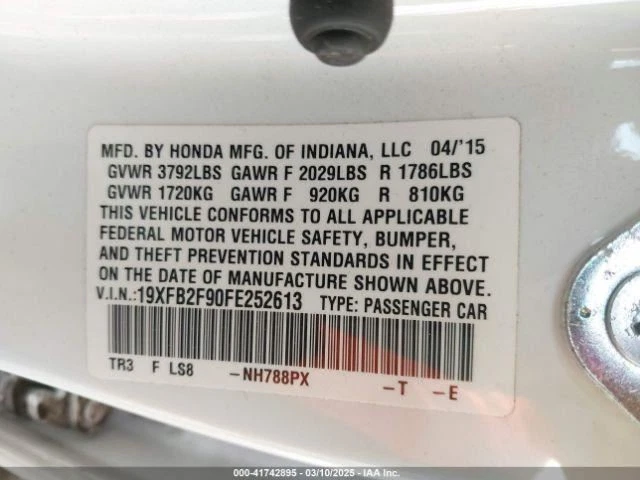 MFD. BY HONDA MFG. OF INDIANA, LLC 04/'15
GVWR 3792LBS GAWR F 2029LBS R 1786LBS
GVWR 1720KG GAWR F 920KG R 810KG
THIS VEHICLE CONFORMS TO ALL APPLICABLE
FEDERAL MOTOR VEHICLE SAFETY, BUMPER,
AND THEFT PREVENTION STANDARDS IN EFFECT
ON THE DATE OF MANUFACTURE SHOWN ABOVE.
V.I.N.:19XFB2F90FE252613 TYPE: PASSENGER CAR
TR3 F LS8 -NH788PX -T -E
000-41742895 - 03/10/2025 - IAA Inc.